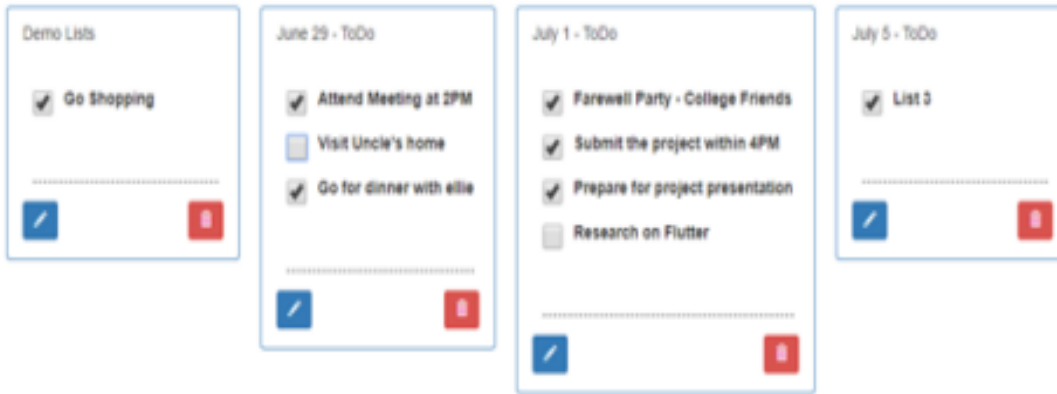 Demo Lists
Go Shopping
June 29 - ToDo
Attend Meeting at 2PM
Visit Uncle's home
Go for dinner with ellie
July 1 - ToDo
Farewell Party - College Friends
Submit the project within 4PM
Prepare for project presentation
Research on Flutter
July 5 - ToDo
List 3